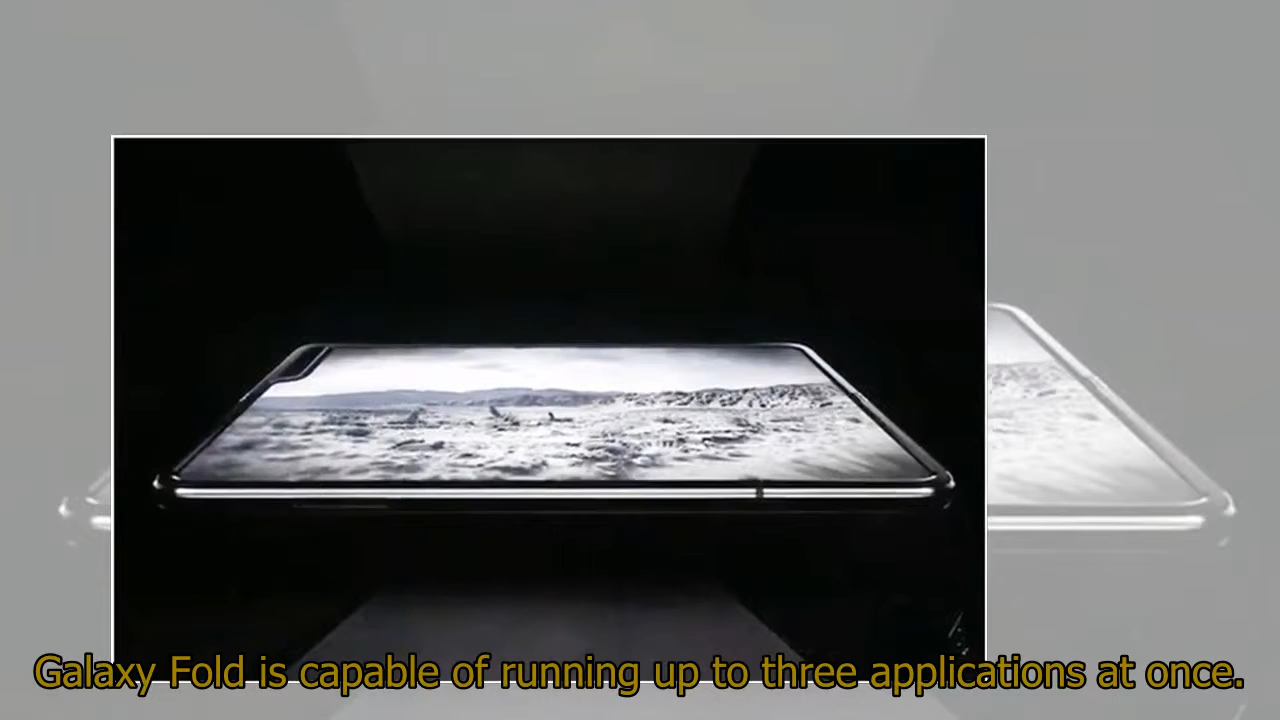 Galaxy Fold is capable of running up to three applications at once.